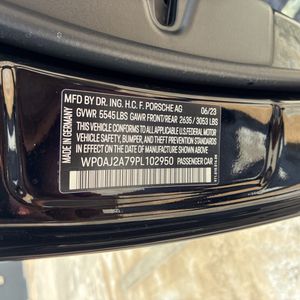 MFD BY DR. ING. H.C. F. PORSCHE AG 06/23
GVWR 5545 LBS GAWR FRONT/REAR 2635 / 3053 LBS
THIS VEHICLE CONFORMS TO ALL APPLICABLE U.S. FEDERAL MOTOR
VEHICLE SAFETY, BUMPER, AND THEFT PREVENTION STANDARDS
IN EFFECT ON THE DATE OF MANUFACTURE SHOWN ABOVE
WP0AJ2A79PL102950 PASSENGER CAR
MADE IN GERMANY